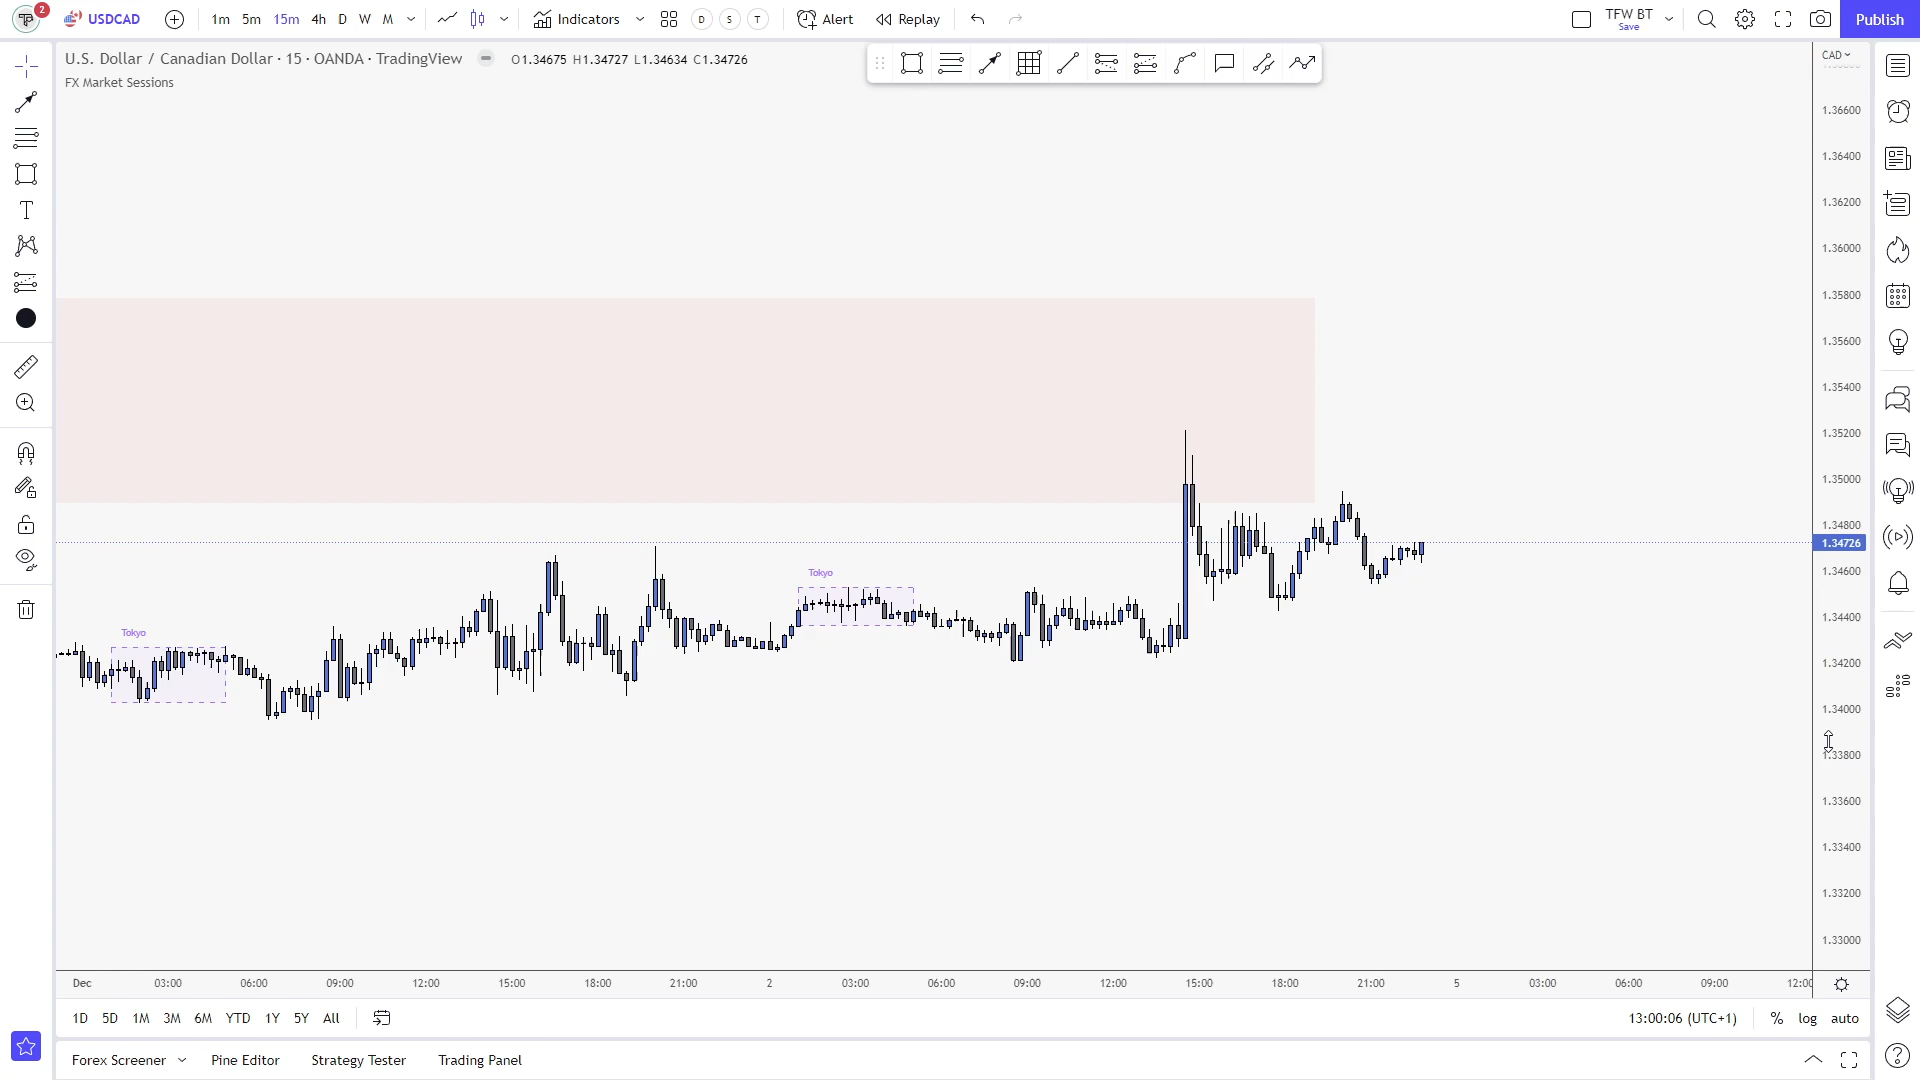 2
USDCAD
1m 5m 15m 4h D W M
Indicators
D S T
Alert
Replay
TFW BT
Save
Publish
U.S. Dollar / Canadian Dollar · 15 · OANDA · TradingView
O1.34675 H1.34727 L1.34634 C1.34726
FX Market Sessions
CAD
1.36600
1.36400
1.36200
1.36000
1.35800
1.35600
1.35400
1.35200
1.35000
1.34800
1.34726
1.34600
1.34400
1.34200
1.34000
1.33800
1.33600
1.33400
1.33200
1.33000
Tokyo
Tokyo
Dec 03:00 06:00 09:00 12:00 15:00 18:00 21:00 2 03:00 06:00 09:00 12:00 15:00 18:00 21:00 5 03:00 06:00 09:00 12:00
1D 5D 1M 3M 6M YTD 1Y 5Y All
13:00:06 (UTC+1)
% log auto
Forex Screener
Pine Editor
Strategy Tester
Trading Panel